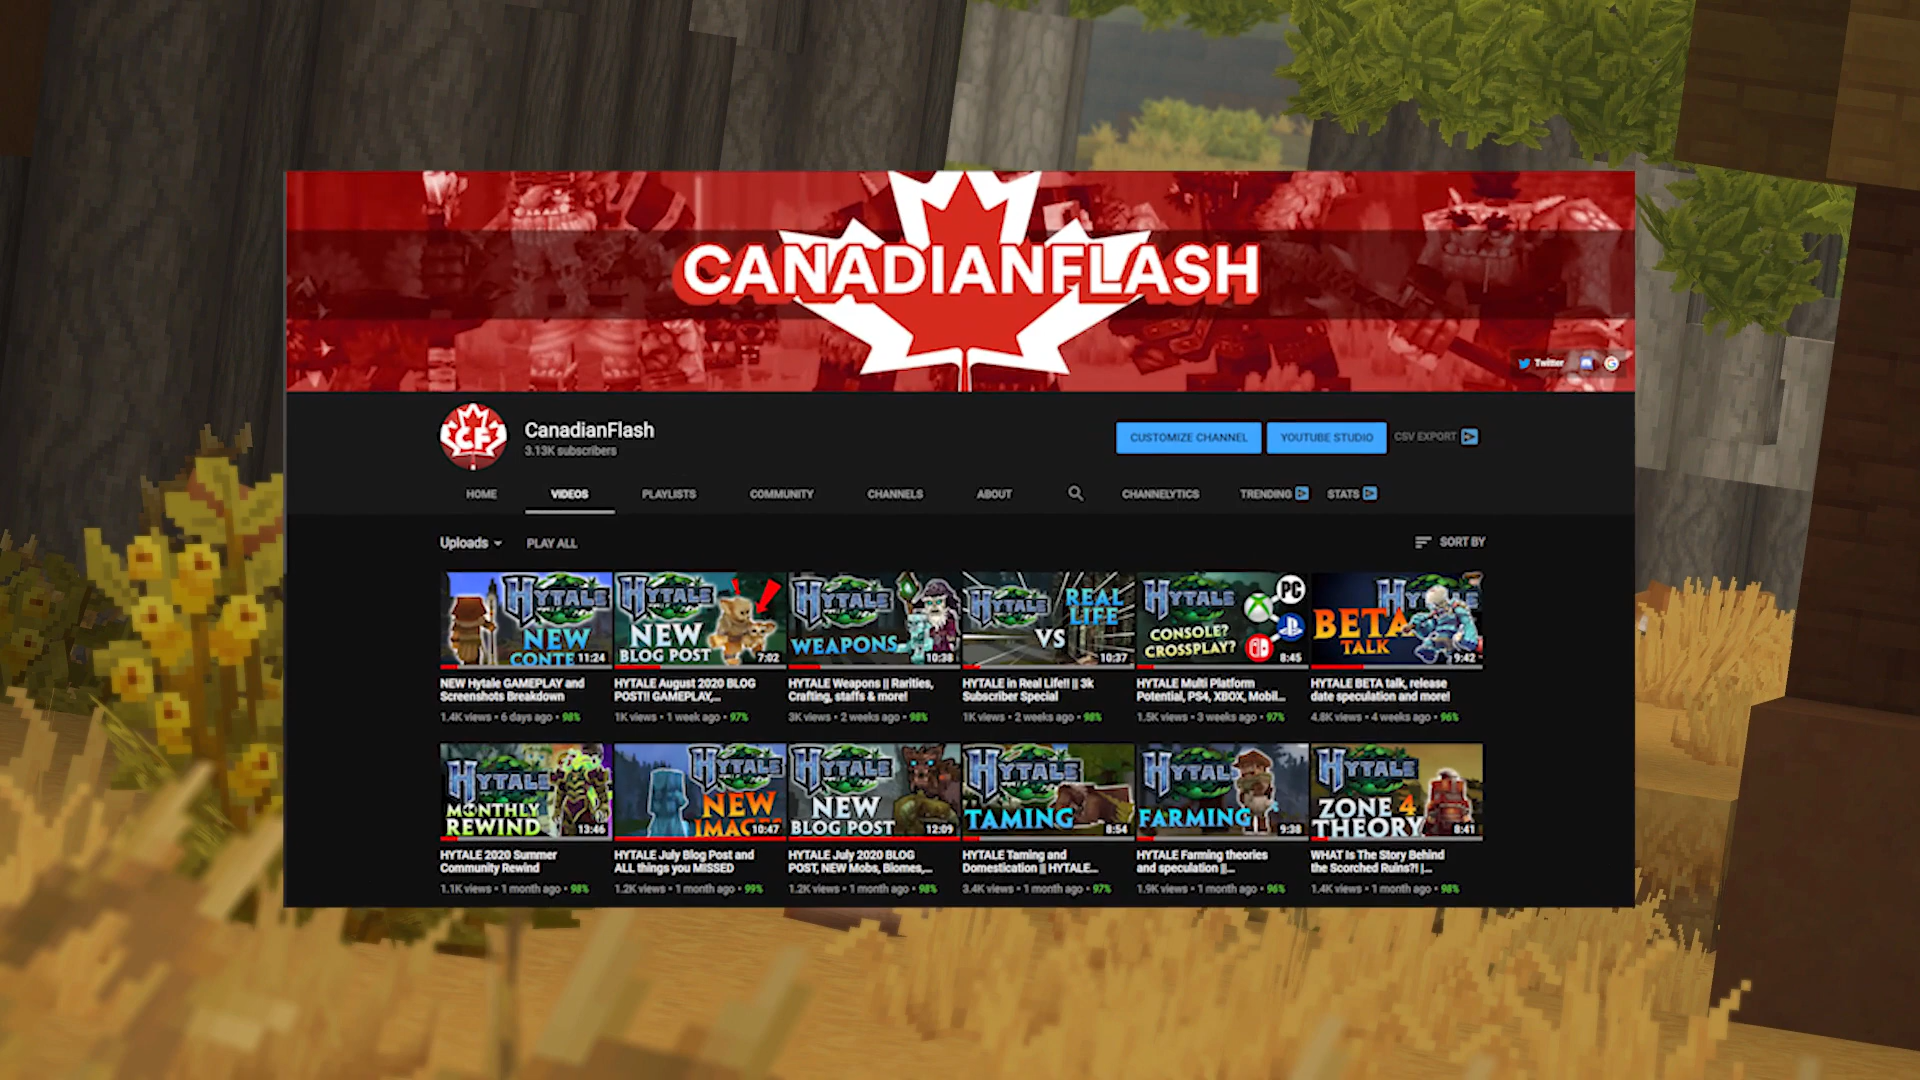 CANADIANFLASH
Twitter
CF
CanadianFlash
3.13K subscribers
CUSTOMIZE CHANNEL
YOUTUBE STUDIO
CSV EXPORT
HOME
VIDEOS
PLAYLISTS
COMMUNITY
CHANNELS
ABOUT
CHANNELYTICS
TRENDING
STATS
Uploads
PLAY ALL
SORT BY
HYTALE
NEW
CONTE
11:24
NEW Hytale GAMEPLAY and
Screenshots Breakdown
1.4K views • 6 days ago • 98%
HYTALE
NEW
BLOG POST
7:02
HYTALE August 2020 BLOG
POST!! GAMEPLAY,...
1K views • 1 week ago • 97%
HYTALE
WEAPONS
10:38
HYTALE Weapons || Rarities,
Crafting, staffs & more!
3K views • 2 weeks ago • 98%
HYTALE
VS
REAL
LIFE
10:37
HYTALE in Real Life!! || 3k
Subscriber Special
1K views • 2 weeks ago • 98%
HYTALE
PC
CONSOLE?
CROSSPLAY?
8:45
HYTALE Multi Platform
Potential, PS4, XBOX, Mobil...
1.5K views • 3 weeks ago • 97%
HYTALE
BETA
TALK
9:42
HYTALE BETA talk, release
date speculation and more!
4.8K views • 4 weeks ago • 96%
HYTALE
MONTHLY
REWIND
13:46
HYTALE 2020 Summer
Community Rewind
1.1K views • 1 month ago • 98%
HYTALE
NEW
IMAGE
10:47
HYTALE July Blog Post and
ALL things you MISSED
1.2K views • 1 month ago • 99%
HYTALE
NEW
BLOG POST
12:09
HYTALE July 2020 BLOG
POST, NEW Mobs, Biomes,...
1.2K views • 1 month ago • 98%
HYTALE
TAMING
8:54
HYTALE Taming and
Domestication || HYTALE...
3.4K views • 1 month ago • 97%
HYTALE
FARMING
9:38
HYTALE Farming theories
and speculation ||...
1.9K views • 1 month ago • 96%
HYTALE
ZONE 4
THEORY
8:41
WHAT Is The Story Behind
the Scorched Ruins?! |...
1.4K views • 1 month ago • 98%